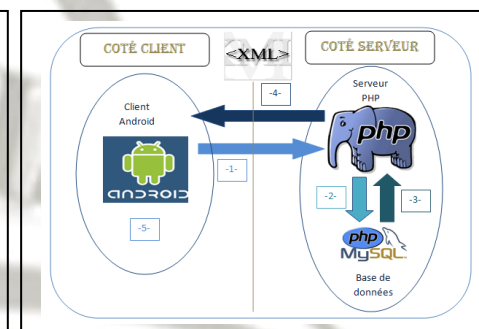 COTÉ CLIENT
<XML>
COTÉ SERVEUR
Client
Android
ANDROID
-5-
-4-
-1-
Serveur
PHP
php
-2-
-3-
php
MySQL
Base de
données